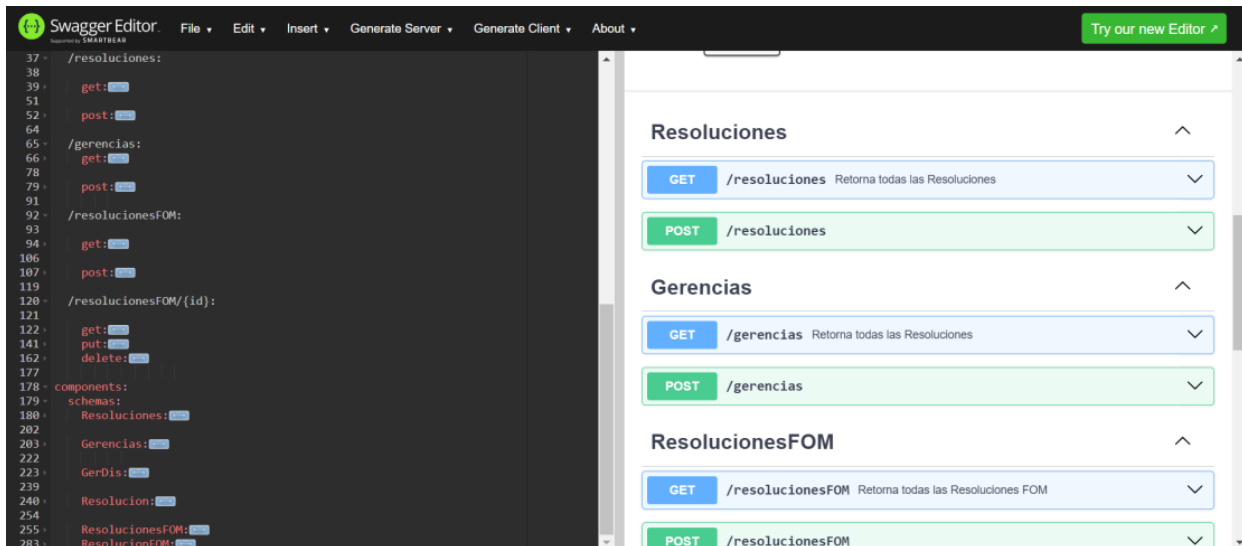 Swagger Editor.
Supported by SMARTBEAR
File Edit Insert Generate Server Generate Client About
Try our new Editor
37 /resoluciones:
38
39 get:
51
52 post:
64
65 /gerencias:
66 get:
78
79 post:
91
92 /resolucionesFOM:
93
94 get:
106
107 post:
119
120 /resolucionesFOM/{id}:
121
122 get:
141 put:
162 delete:
177
178 components:
179 schemas:
180 Resoluciones:
202
203 Gerencias:
222
223 GerDis:
239
240 Resolucion:
254
255 ResolucionesFOM:
283 ResolucionFOM:
Resoluciones
GET /resoluciones Retorna todas las Resoluciones
POST /resoluciones
Gerencias
GET /gerencias Retorna todas las Resoluciones
POST /gerencias
ResolucionesFOM
GET /resolucionesFOM Retorna todas las Resoluciones FOM
POST /resolucionesFOM